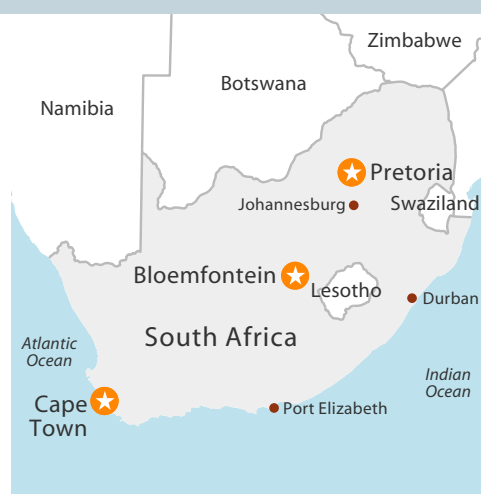 Zimbabwe
Botswana
Namibia
Pretoria
Johannesburg
Swaziland
Bloemfontein
Lesotho
Durban
South Africa
Atlantic
Ocean
Indian
Ocean
Cape
Town
Port Elizabeth